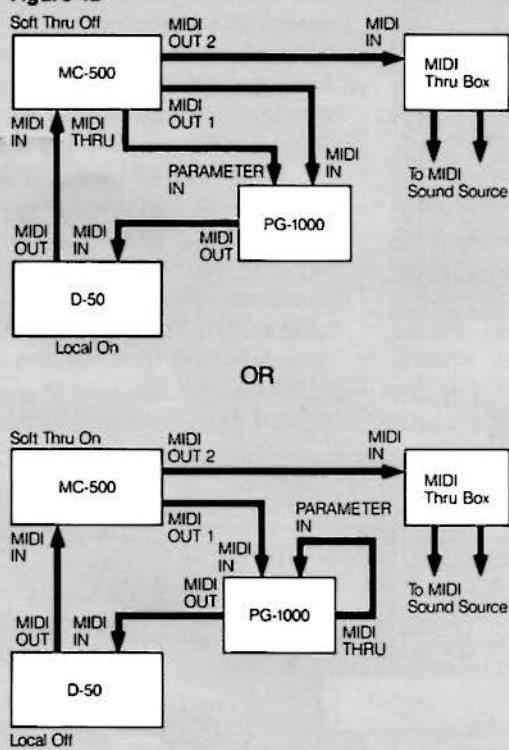 Soft Thru Off
MIDI
OUT 2
MIDI
IN
MC-500
MIDI
Thru Box
MIDI
OUT 1
MIDI
IN
MIDI
THRU
PARAMETER
IN
MIDI
IN
To MIDI
Sound Source
PG-1000
MIDI
OUT
MIDI
IN
MIDI
OUT
D-50
Local On
OR
Soft Thru On
MIDI
OUT 2
MIDI
IN
MC-500
MIDI
Thru Box
MIDI
IN
MIDI
OUT 1
MIDI
IN
PARAMETER
IN
To MIDI
Sound Source
MIDI
OUT
MIDI
IN
MIDI
OUT
PG-1000
MIDI
THRU
D-50
Local Off